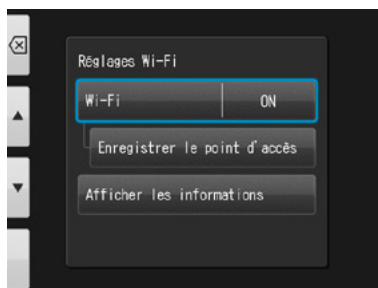 Réglages Wi-Fi
Wi-Fi ON
Enregistrer le point d'accès
Afficher les informations